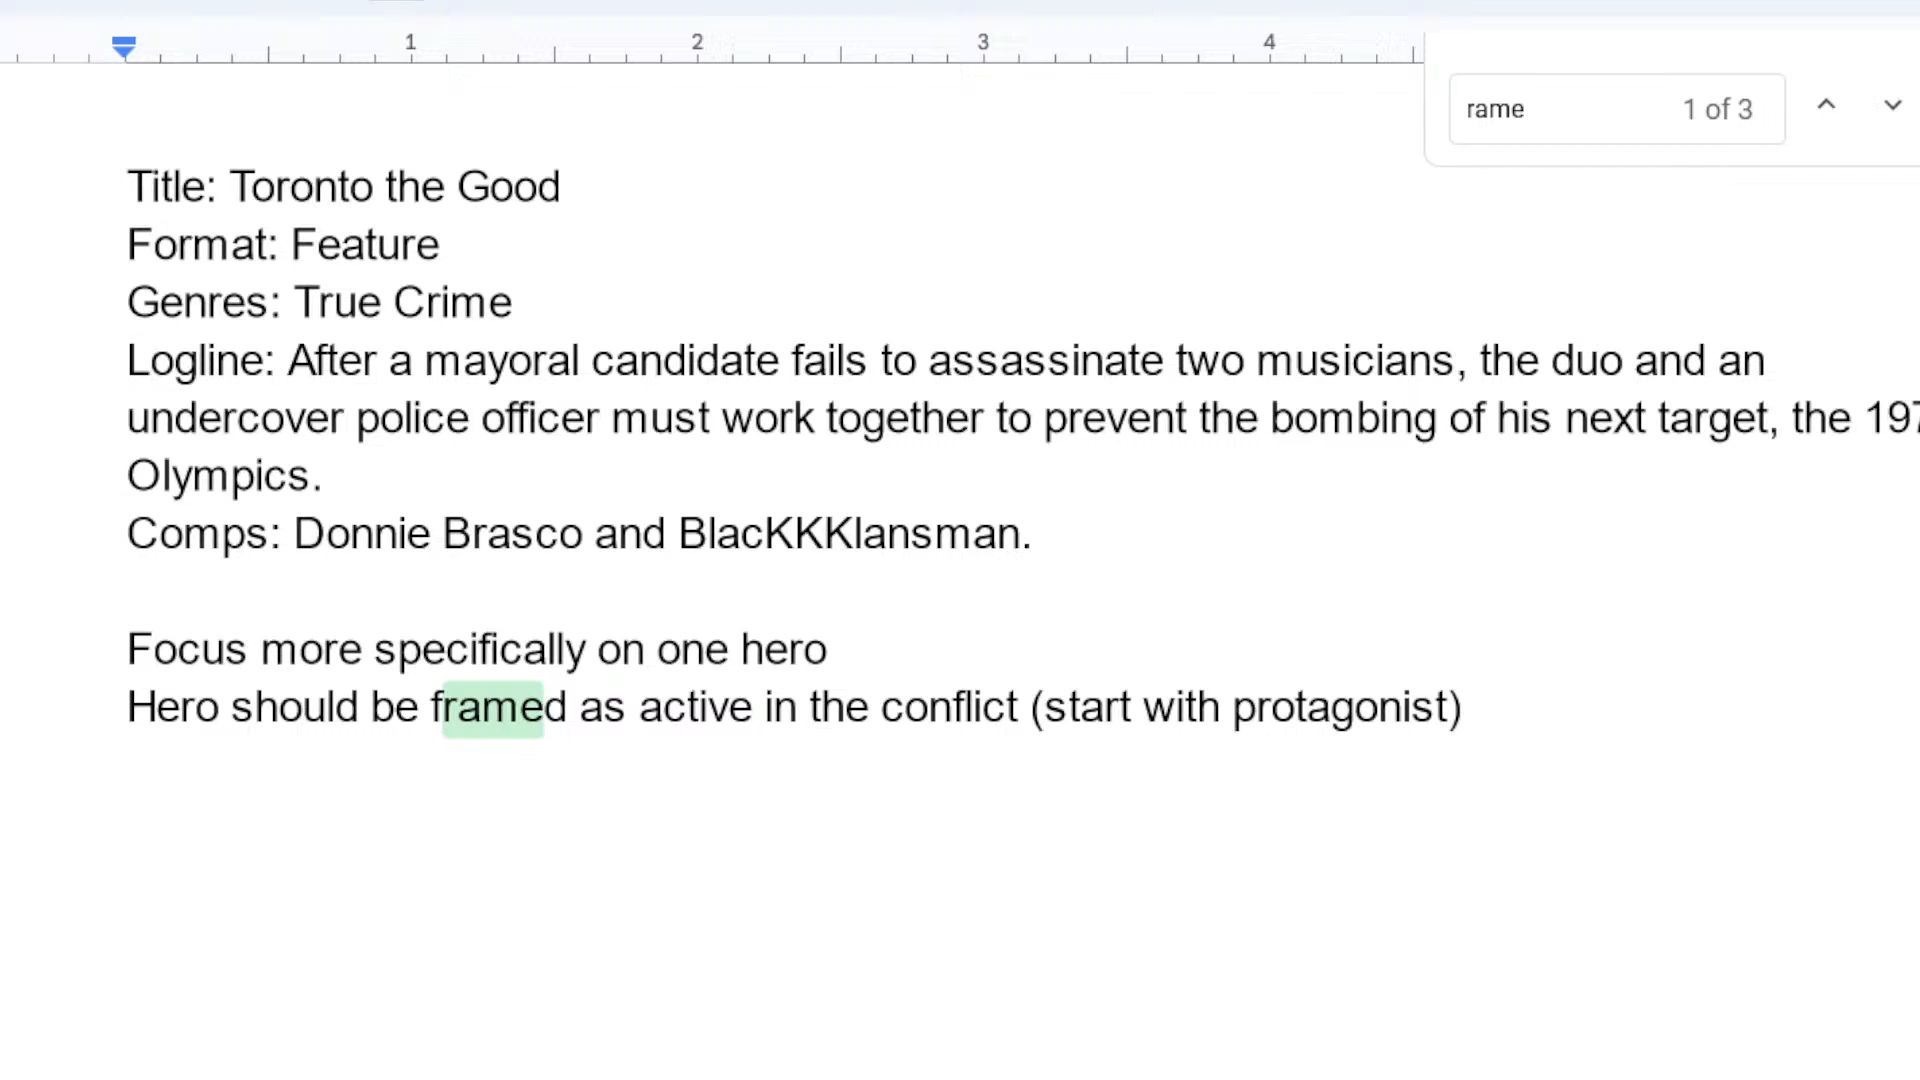 1 2 3 4
rame 1 of 3
Title: Toronto the Good
Format: Feature
Genres: True Crime
Logline: After a mayoral candidate fails to assassinate two musicians, the duo and an
undercover police officer must work together to prevent the bombing of his next target, the
Olympics.
Comps: Donnie Brasco and BlacKKKlansman.
Focus more specifically on one hero
Hero should be framed as active in the conflict (start with protagonist)